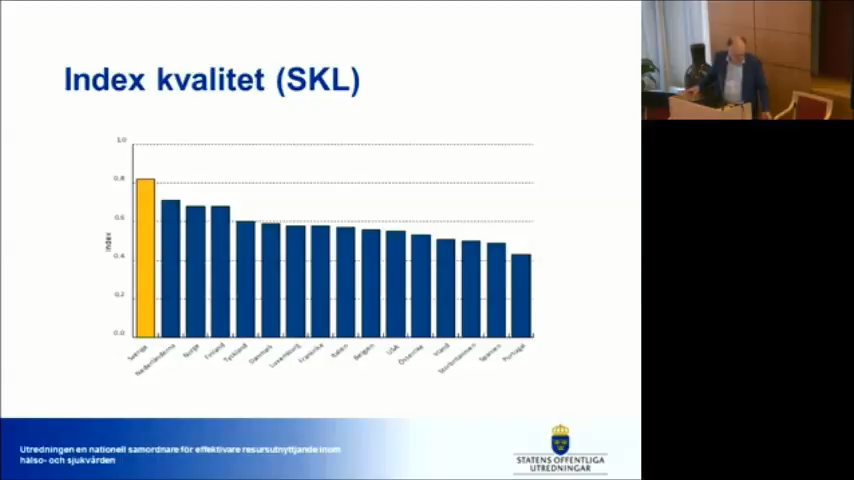 Index kvalitet (SKL)
1.0
0.8
0.6
0.4
0.2
0.0
Index
Sverige
Nederländerna
Norge
Finland
Tyskland
Danmark
Luxemburg
Frankrike
Italien
Belgien
USA
Österrike
Irland
Storbritannien
Spanien
Portugal
Utredningen en nationell samordnare för effektivare resursutnyttjande inom
hälso- och sjukvården
STATENS OFFENTLIGA
UTREDNINGAR